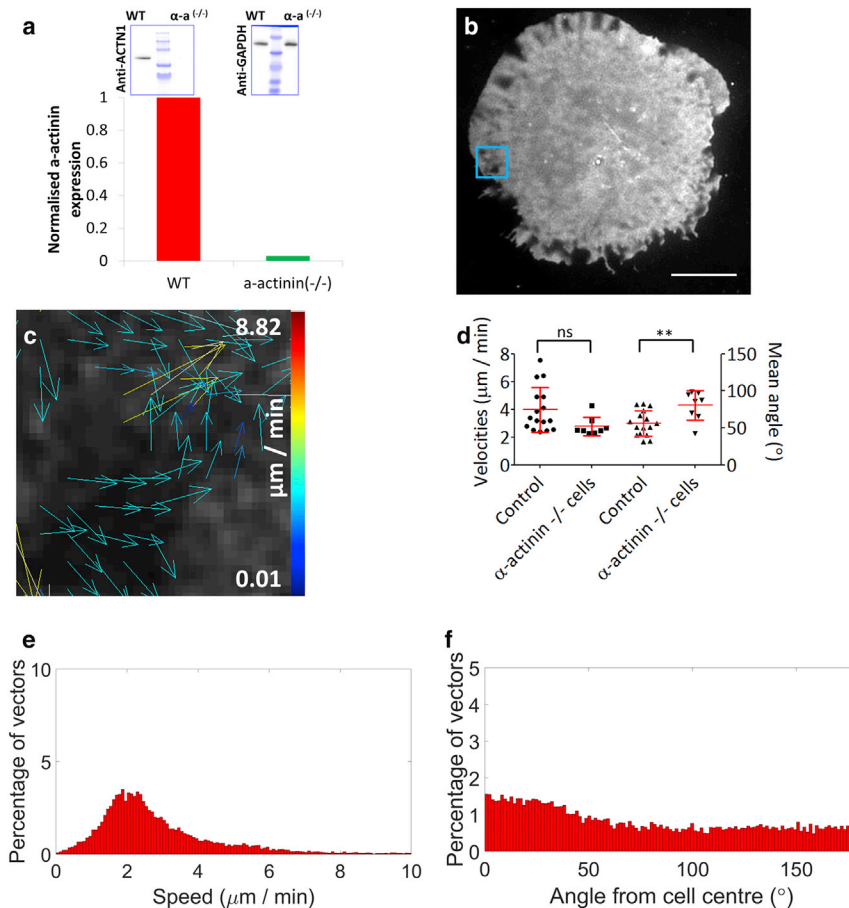 a
WT α-a (-/-)
Anti-ACTN1
WT α-a (-/-)
Anti-GAPDH
Normalised a-actinin expression
1
0.8
0.6
0.4
0.2
0
WT
a-actinin(-/-)
b
c
8.82
μm / min
0.01
d
ns
**
Velocities (μm / min)
8
6
4
2
0
Mean angle (°)
150
100
50
0
Control
α-actinin -/- cells
Control
α-actinin -/- cells
e
Percentage of vectors
10
5
0
0 2 4 6 8 10
Speed (μm / min)
f
Percentage of vectors
5
4
3
2
1
0
0 50 100 150
Angle from cell centre (°)